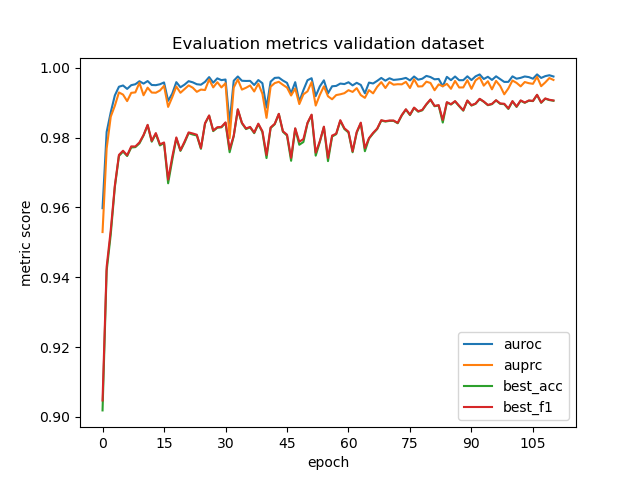 Evaluation metrics validation dataset
metric score
1.00
0.98
0.96
0.94
0.92
0.90
auroc
auprc
best_acc
best_f1
0 15 30 45 60 75 90 105
epoch